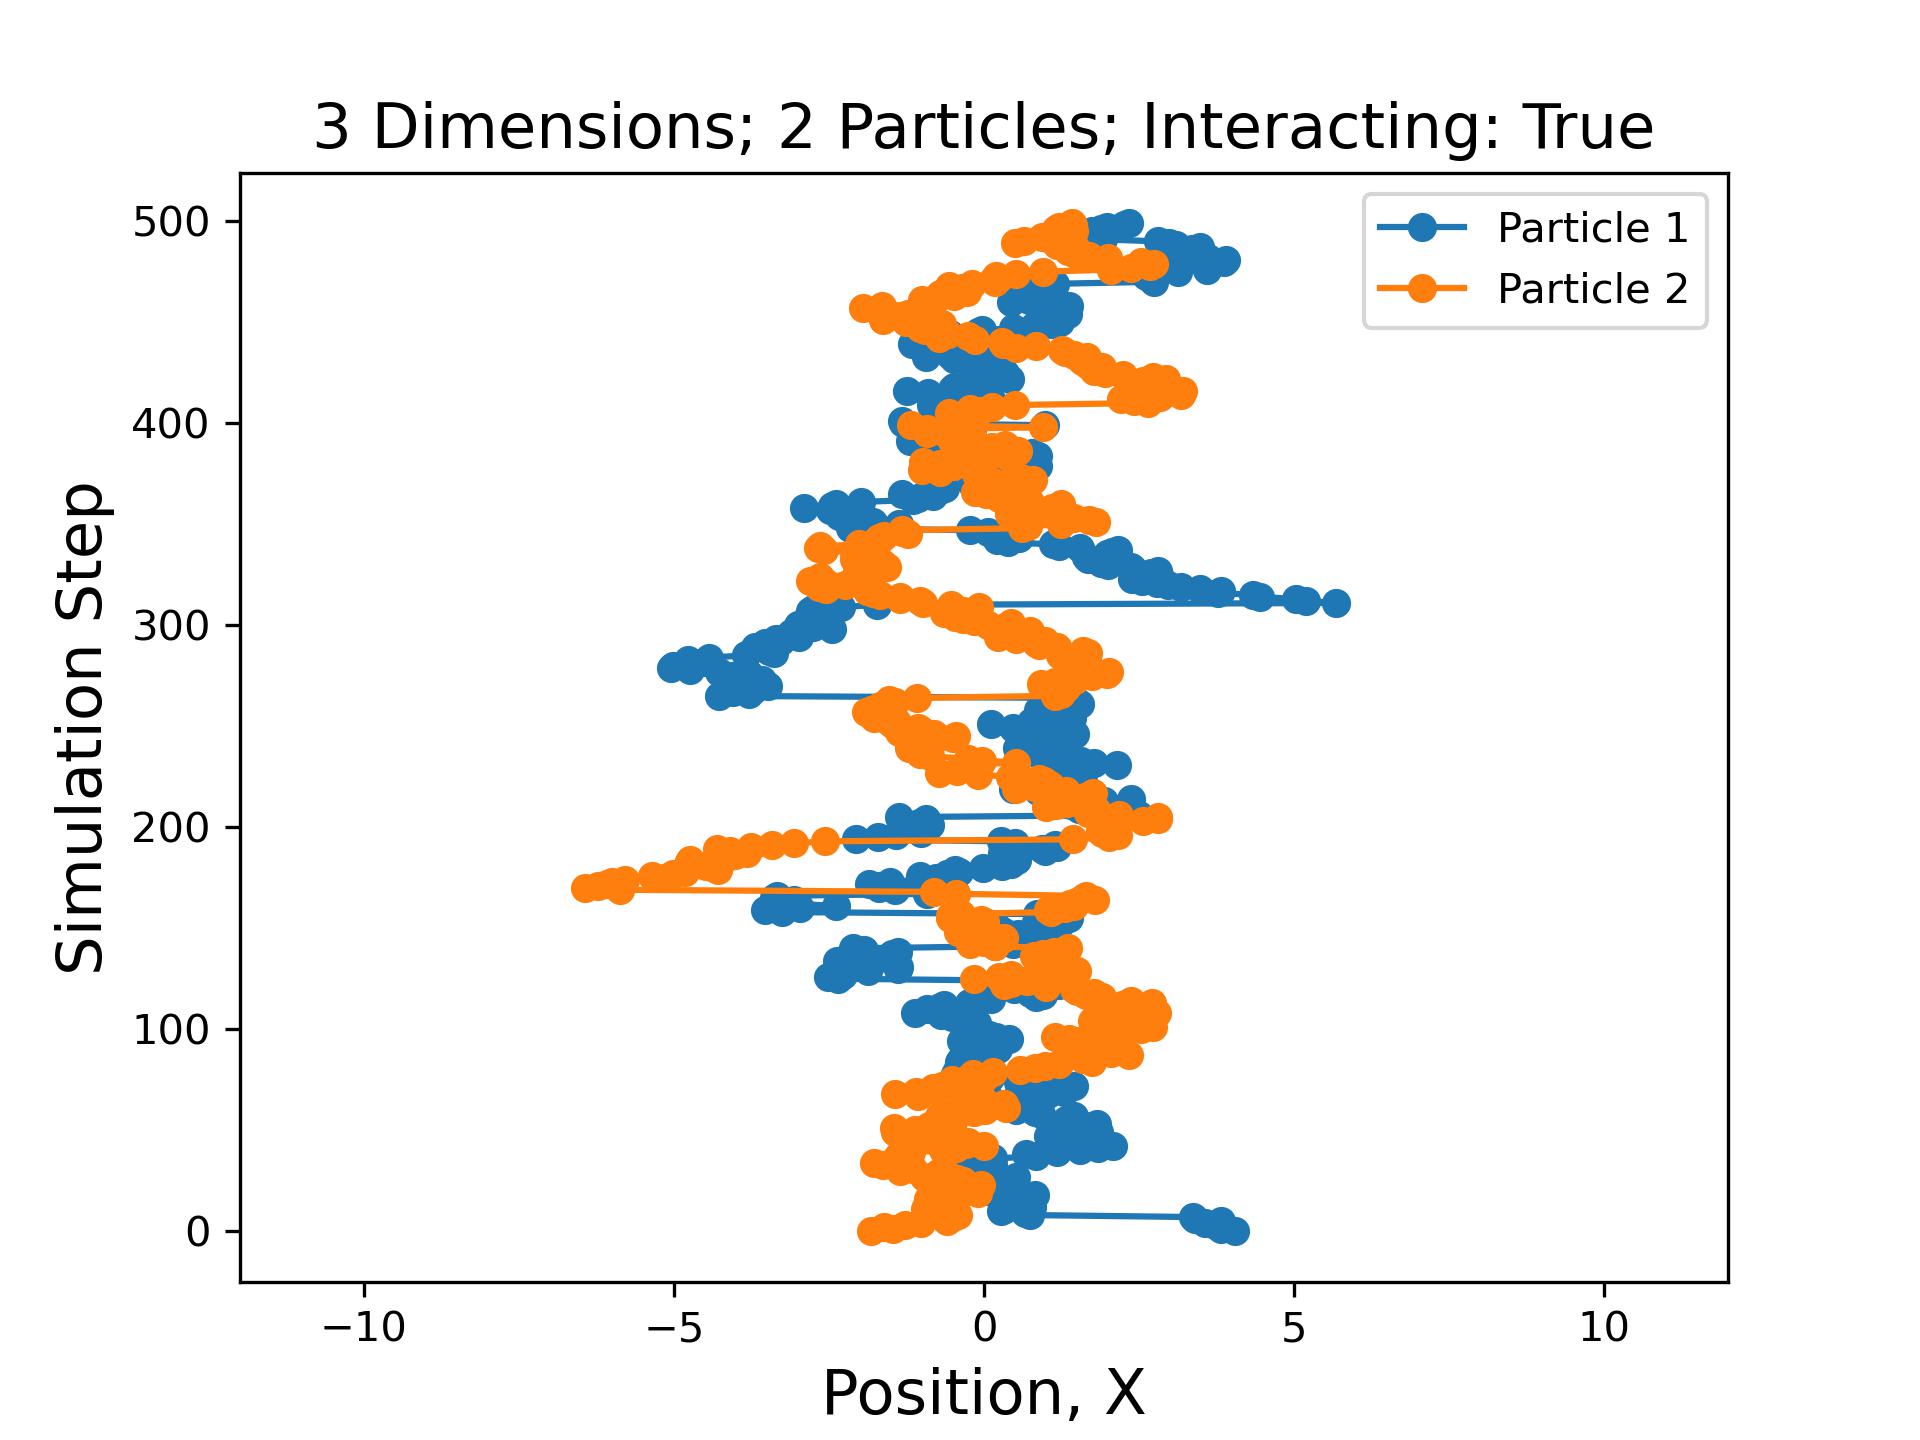 3 Dimensions; 2 Particles; Interacting: True
Particle 1
Particle 2
500
400
300
200
100
0
Simulation Step
−10
−5
0
5
10
Position, X